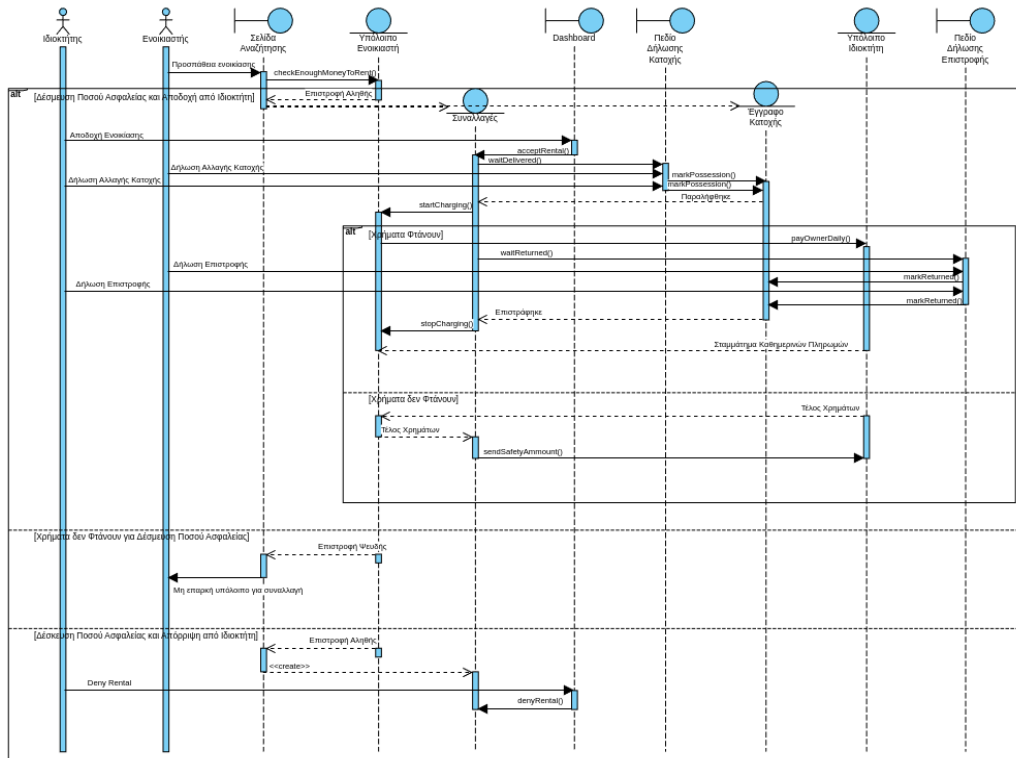 Ιδιοκτήτης
Ενοικιαστής
Σελίδα
Αναζήτησης
Υπόλοιπο
Ενοικιαστή
Dashboard
Πεδίο
Δήλωσης
Κατοχής
Υπόλοιπο
Ιδιοκτήτη
Πεδίο
Δήλωσης
Επιστροφής
Προσπάθεια ενοικίασης
checkEnoughMoneyToRent()
alt
[Δέσμευση Ποσού Ασφαλείας και Αποδοχή από Ιδιοκτήτη]
Επιστροφή Αληθής
Συναλλαγές
Έγγραφο
Κατοχής
Αποδοχή Ενοικίασης
acceptRental()
waitDelivered()
Δήλωση Αλλαγής Κατοχής
markPossession()
Δήλωση Αλλαγής Κατοχής
markPossession()
Παραλήφθηκε
startCharging()
alt
[Χρήματα Φτάνουν]
payOwnerDaily()
waitReturned()
Δήλωση Επιστροφής
markReturned()
Δήλωση Επιστροφής
markReturned()
Επιστράφηκε
stopCharging()
Σταμμάτημα Καθημερινών Πληρωμών
[Χρήματα δεν Φτάνουν]
Τέλος Χρημάτων
Τέλος Χρημάτων
sendSafetyAmmount()
[Χρήματα δεν Φτάνουν για Δέσμευση Ποσού Ασφαλείας]
Επιστροφή Ψευδής
Μη επαρκή υπόλοιπο για συναλλαγή
[Δέσκευση Ποσού Ασφαλείας και Απόρριψη από Ιδιοκτήτη]
Επιστροφή Αληθής
<<create>>
Deny Rental
denyRental()